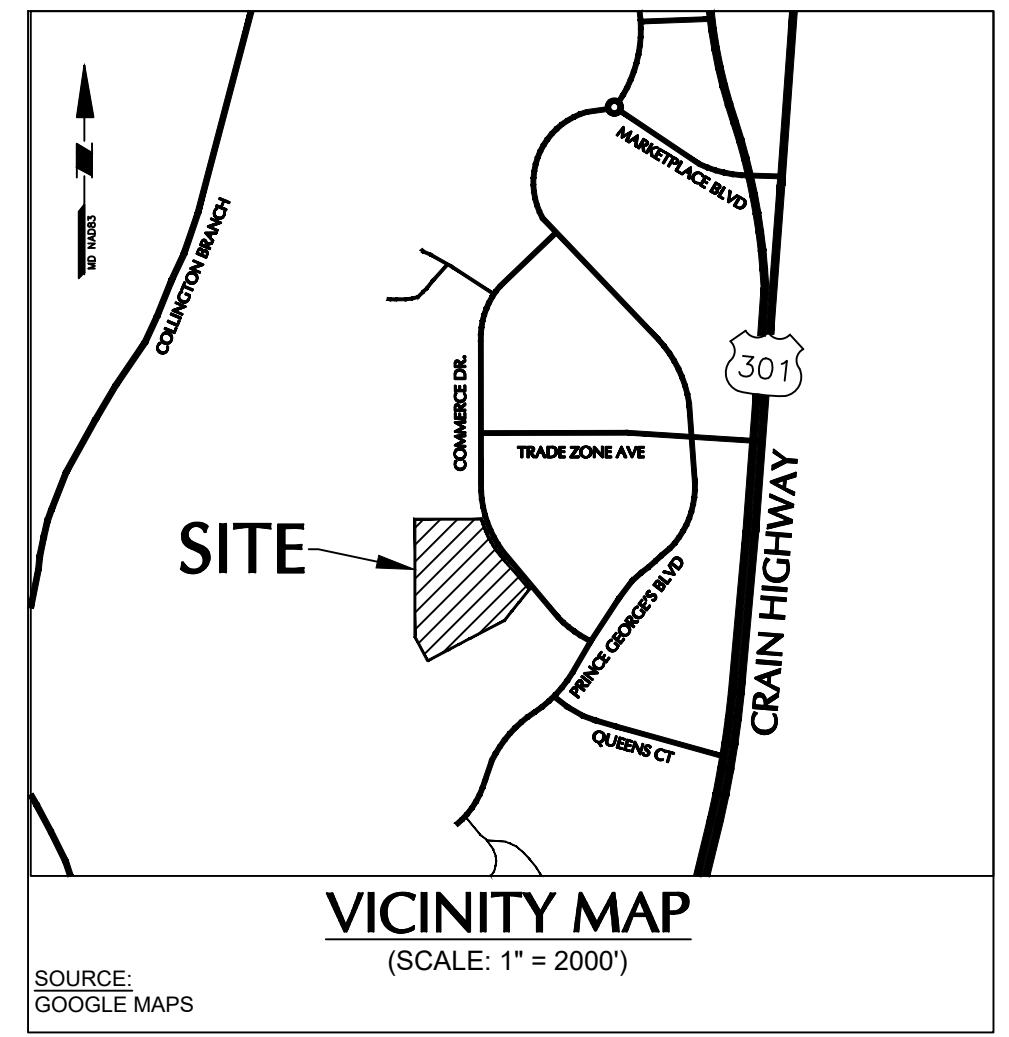 MARKETPLACE BLVD
MD NAD83
COLLINGTON BRANCH
301
COMMERCE DR.
TRADE ZONE AVE
CRAIN HIGHWAY
SITE
PRINCE GEORGE'S BLVD
QUEENS CT
VICINITY MAP
(SCALE: 1" = 2000')
SOURCE:
GOOGLE MAPS